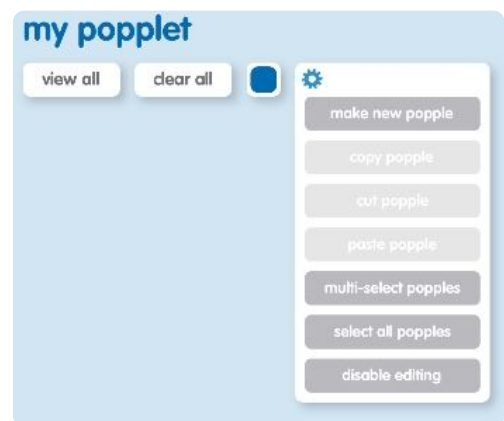 my popplet
view all clear all
make new popple
copy popple
cut popple
paste popple
multi-select popples
select all popples
disable editing